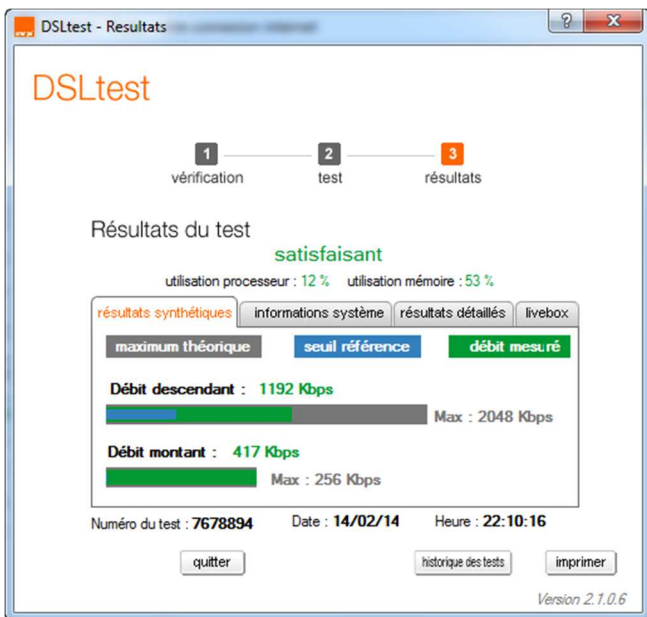 DSLtest - Resultats
DSLtest
1 2 3
vérification test résultats
Résultats du test
satisfaisant
utilisation processeur : 12 % utilisation mémoire : 53 %
résultats synthétiques informations système résultats détaillés livebox
maximum théorique seuil référence débit mesuré
Débit descendant : 1192 Kbps
Max : 2048 Kbps
Débit montant : 417 Kbps
Max : 256 Kbps
Numéro du test : 7678894 Date : 14/02/14 Heure : 22:10:16
quitter historique des tests imprimer
Version 2.1.0.6